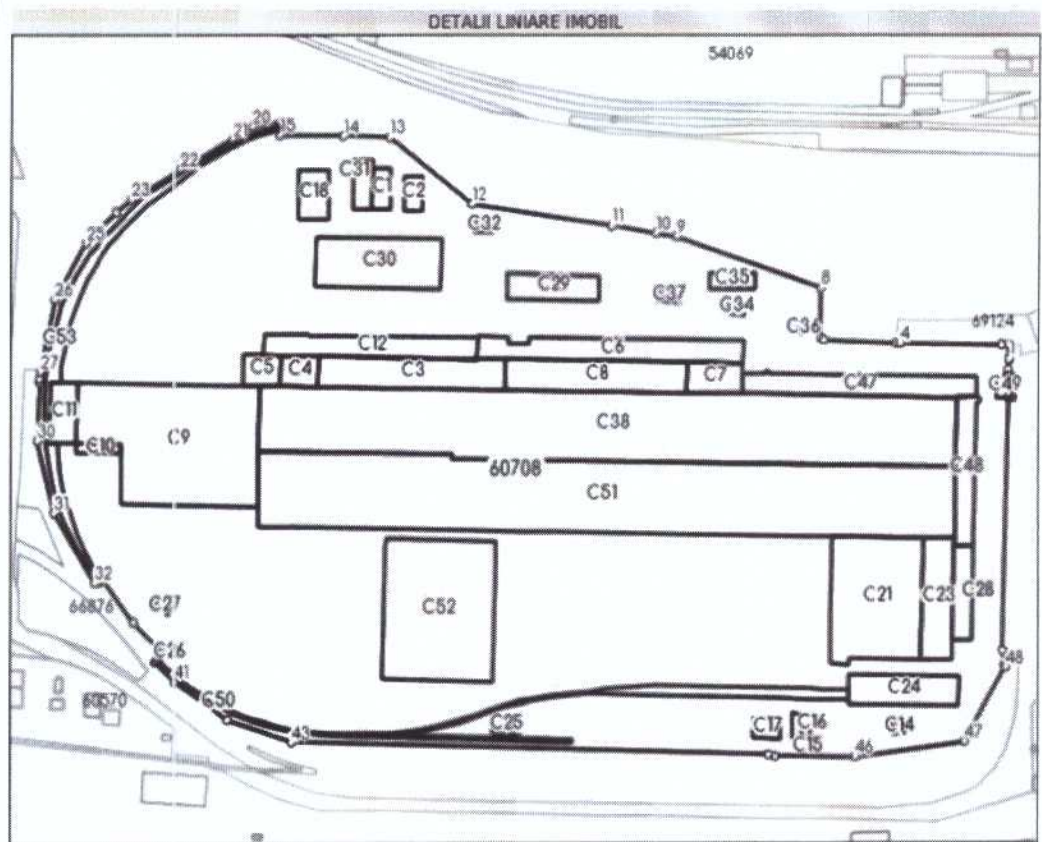 DETALII LINIARE IMOBIL
54069
20
21
15
14
13
22
C31
C18
C1
C2
23
12
C32
11
10
9
25
C30
C35
8
C29
C37
C34
26
C36
4
69124
C53
C12
C6
27
C5
C4
C3
C8
C7
C47
C49
C11
30
C10
C9
C38
C48
60708
C51
31
32
66876
C27
C52
C21
C23
C28
C26
41
48
C24
60570
C50
C25
43
C17
C16
C14
C15
46
47